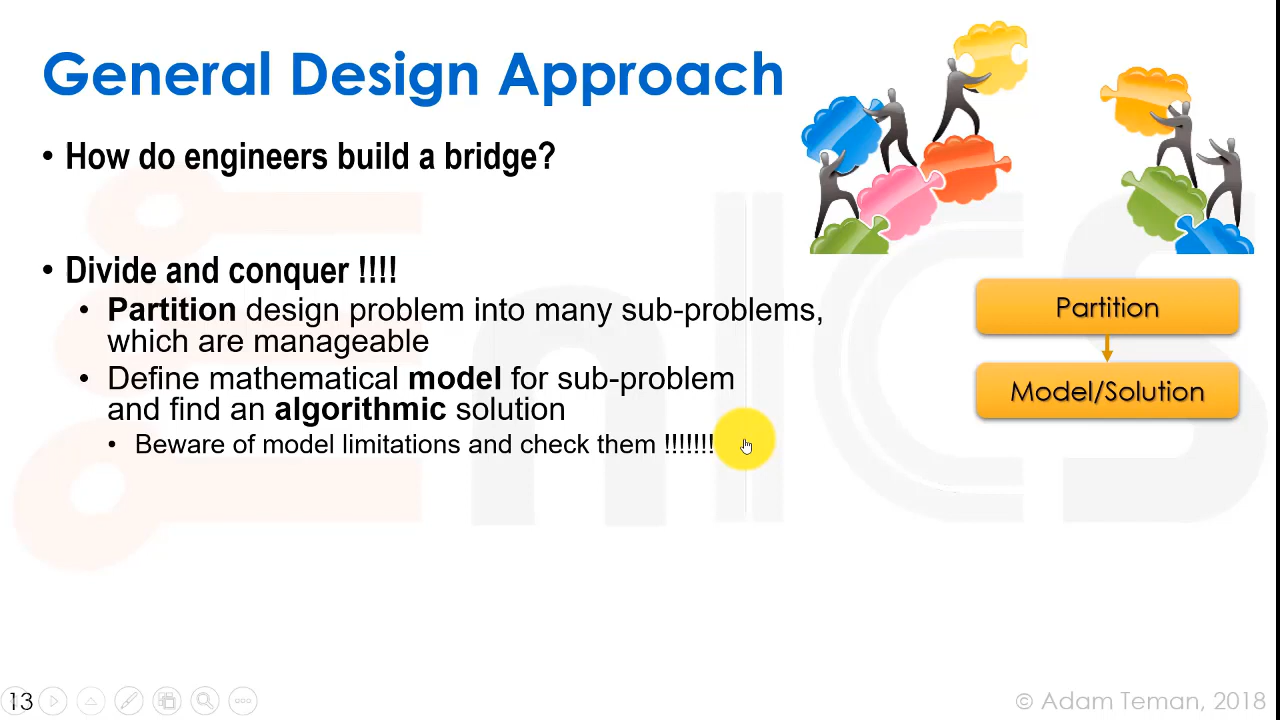 General Design Approach
• How do engineers build a bridge?
• Divide and conquer !!!!
• Partition design problem into many sub-problems,
which are manageable
• Define mathematical model for sub-problem
and find an algorithmic solution
• Beware of model limitations and check them !!!!!!!
Partition
Model/Solution
EnICS
13
© Adam Teman, 2018